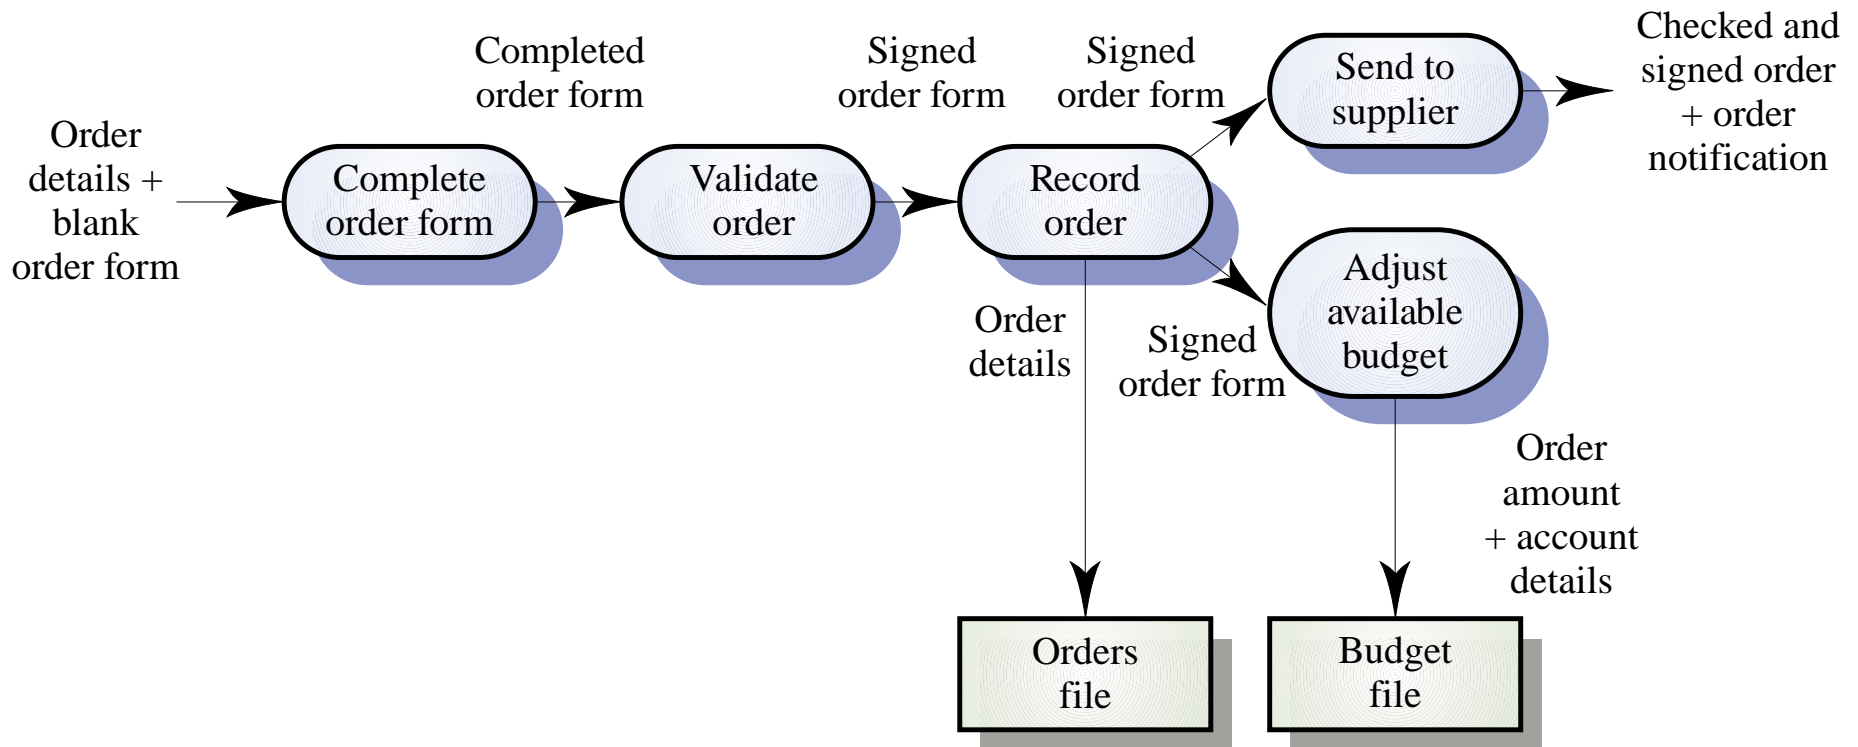 Order
details +
blank
order form
Complete
order form
Completed
order form
Validate
order
Signed
order form
Record
order
Signed
order form
Send to
supplier
Checked and
signed order
+ order
notification
Order
details
Signed
order form
Adjust
available
budget
Order
amount
+ account
details
Orders
file
Budget
file